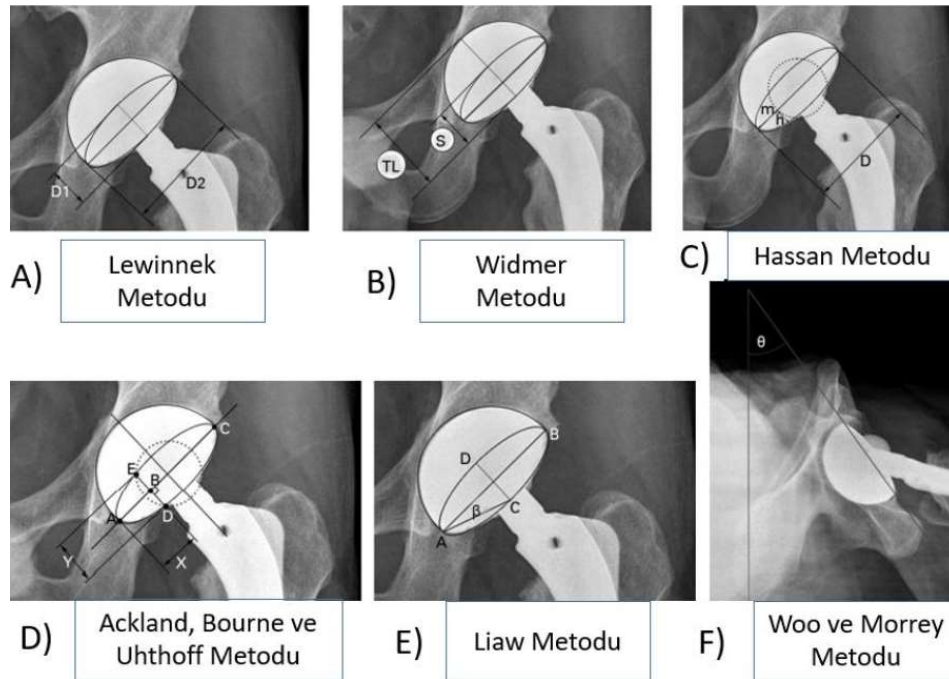 D1
D2
A)
Lewinnek
Metodu
TL
S
B)
Widmer
Metodu
m
h
D
C)
Hassan Metodu
A
B
C
D
E
X
Y
D)
Ackland, Bourne ve
Uhthoff Metodu
A
B
C
D
β
E)
Liaw Metodu
θ
F)
Woo ve Morrey
Metodu